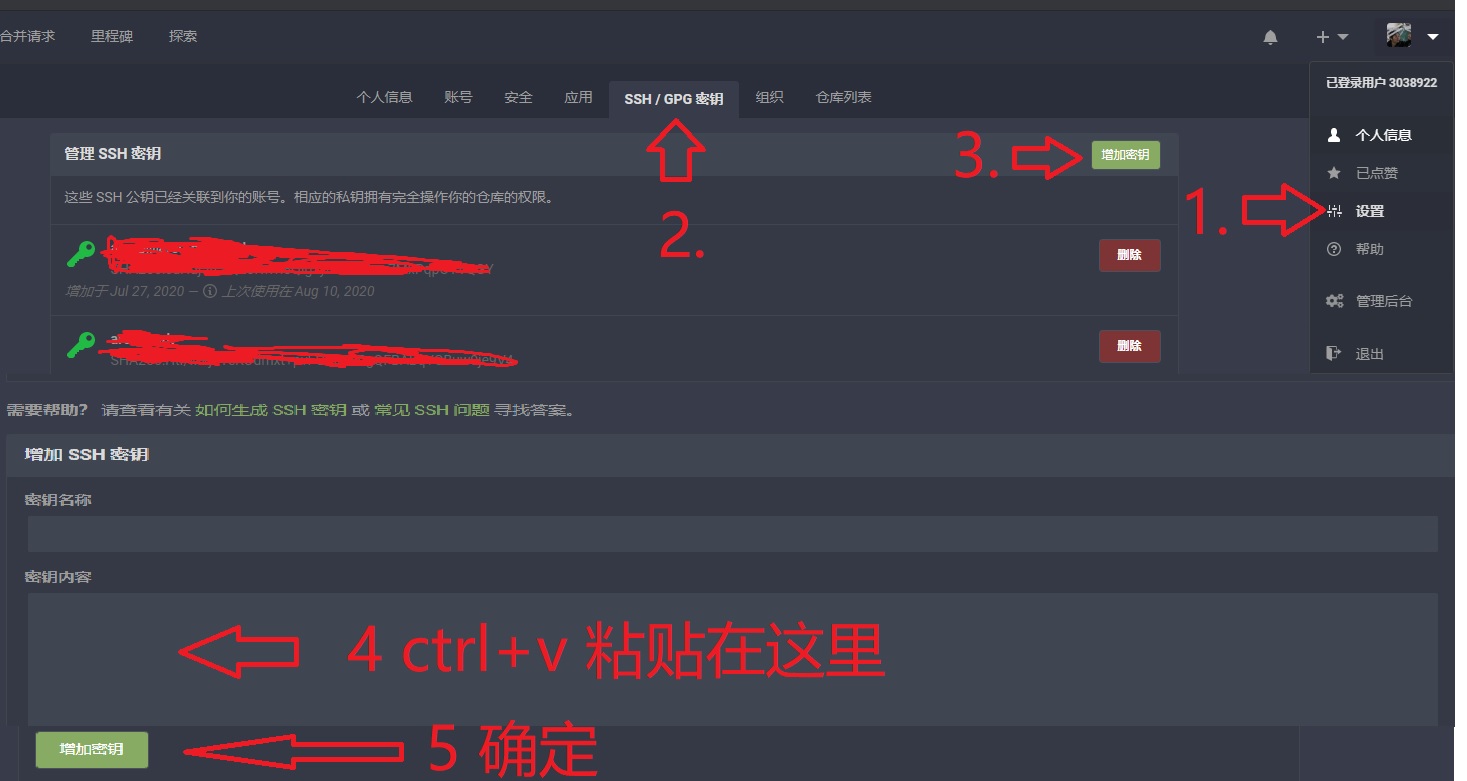 合并请求 里程碑 探索
已登录用户 3038922
个人信息 账号 安全 应用 SSH / GPG 密钥 组织 仓库列表
个人信息
已点赞
设置
帮助
管理后台
退出
管理 SSH 密钥
增加密钥
3.
1.
2.
这些 SSH 公钥已经关联到你的账号。相应的私钥拥有完全操作你的仓库的权限。
删除
增加于 Jul 27, 2020 — 上次使用在 Aug 10, 2020
删除
需要帮助? 请查看有关 如何生成 SSH 密钥 或 常见 SSH 问题 寻找答案。
增加 SSH 密钥
密钥名称
密钥内容
4 ctrl+v 粘贴在这里
增加密钥
5 确定